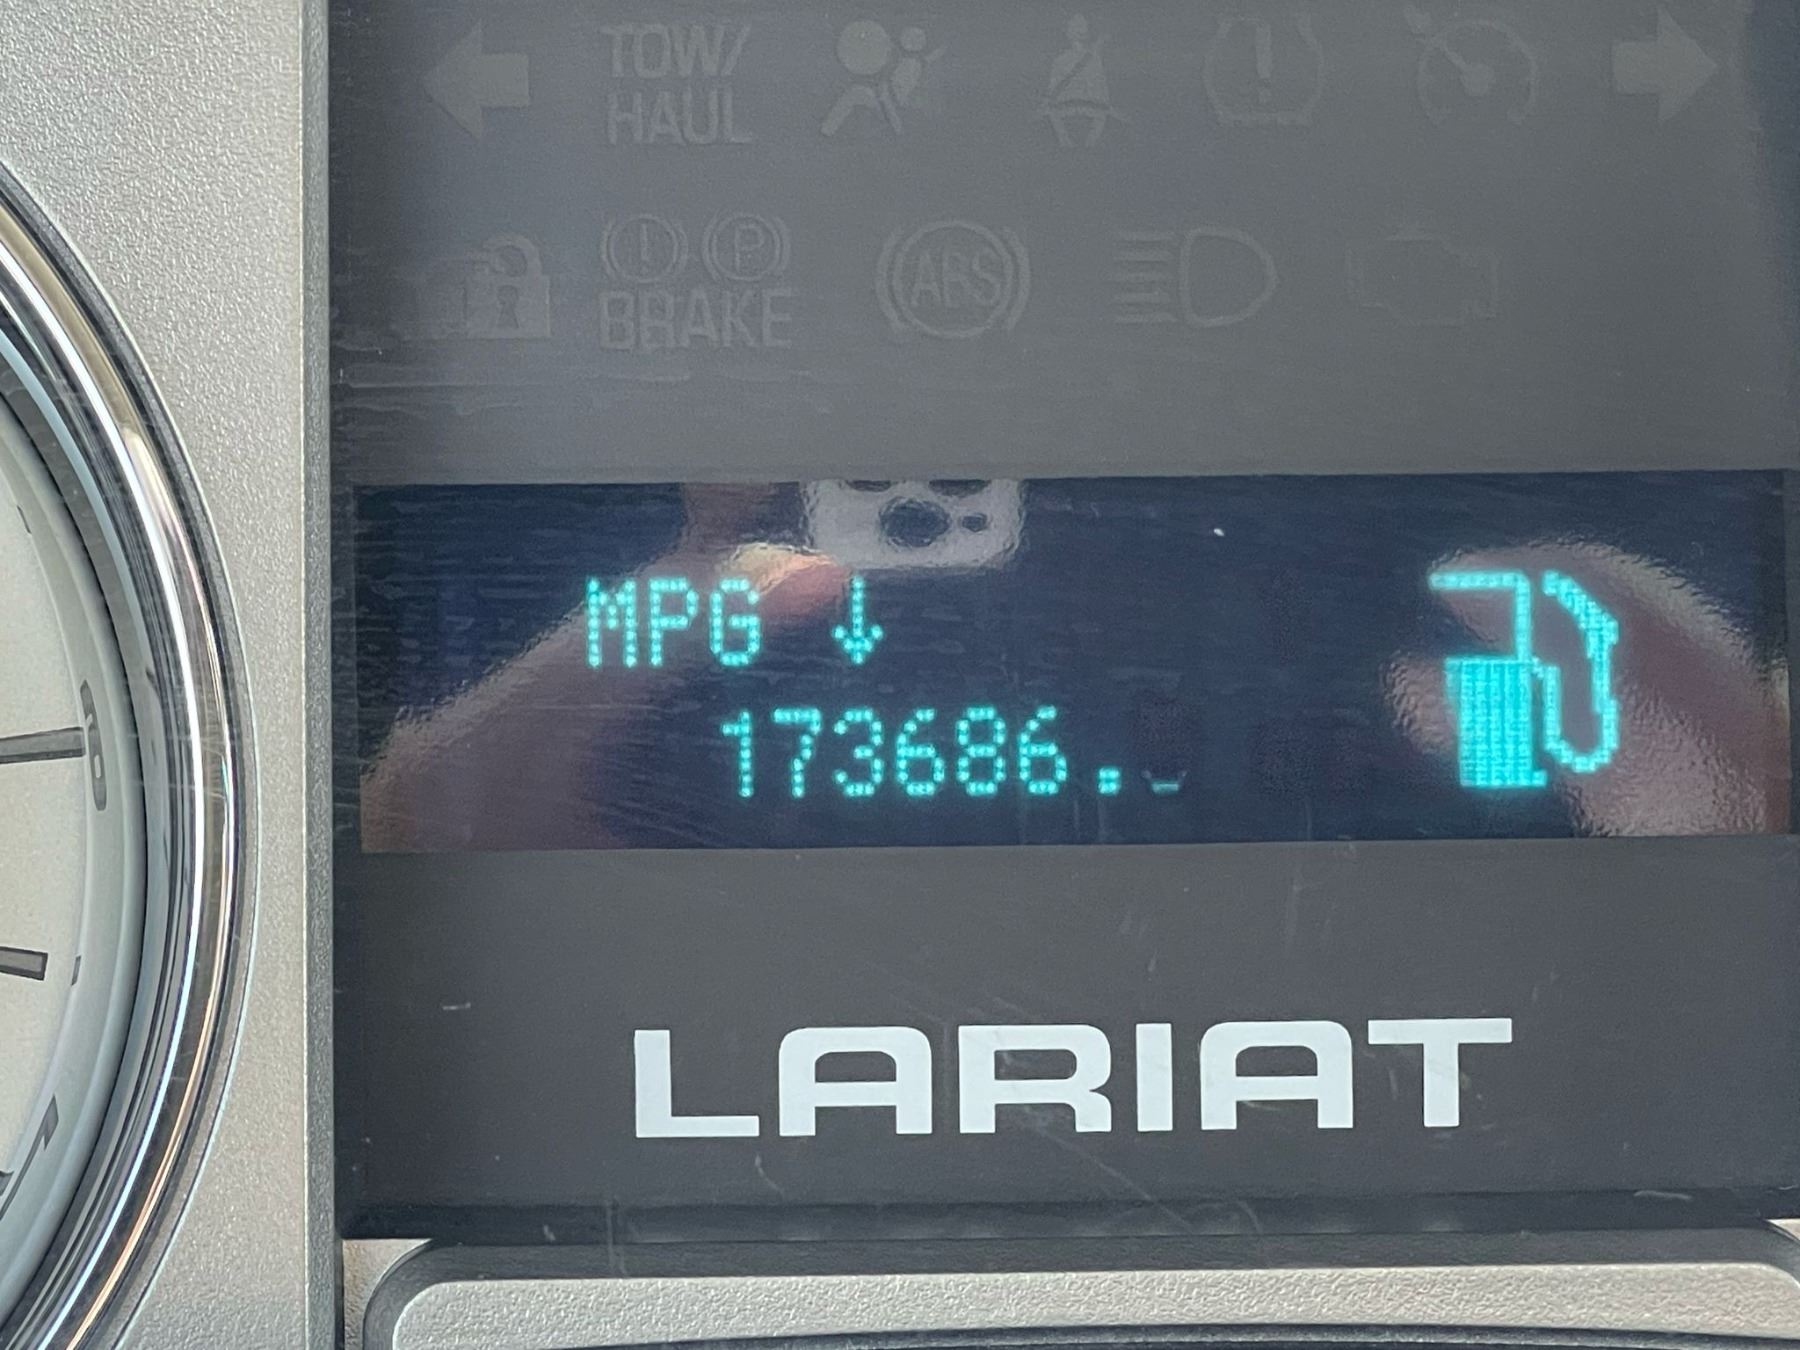 TOW/
HAUL
BRAKE
P
ABS
MPG ↓
173686.
LARIAT